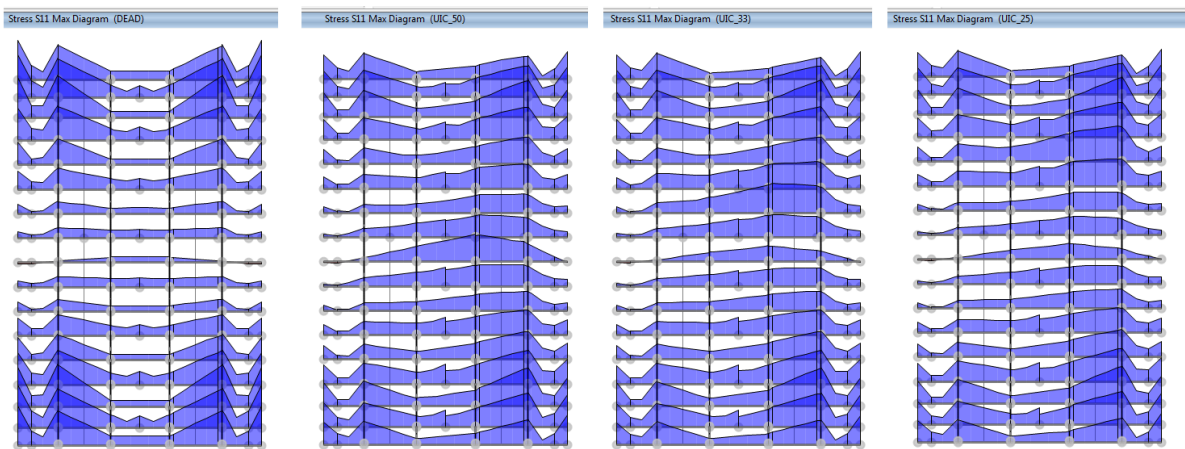 Stress S11 Max Diagram (DEAD)
Stress S11 Max Diagram (UIC_50)
Stress S11 Max Diagram (UIC_33)
Stress S11 Max Diagram (UIC_25)